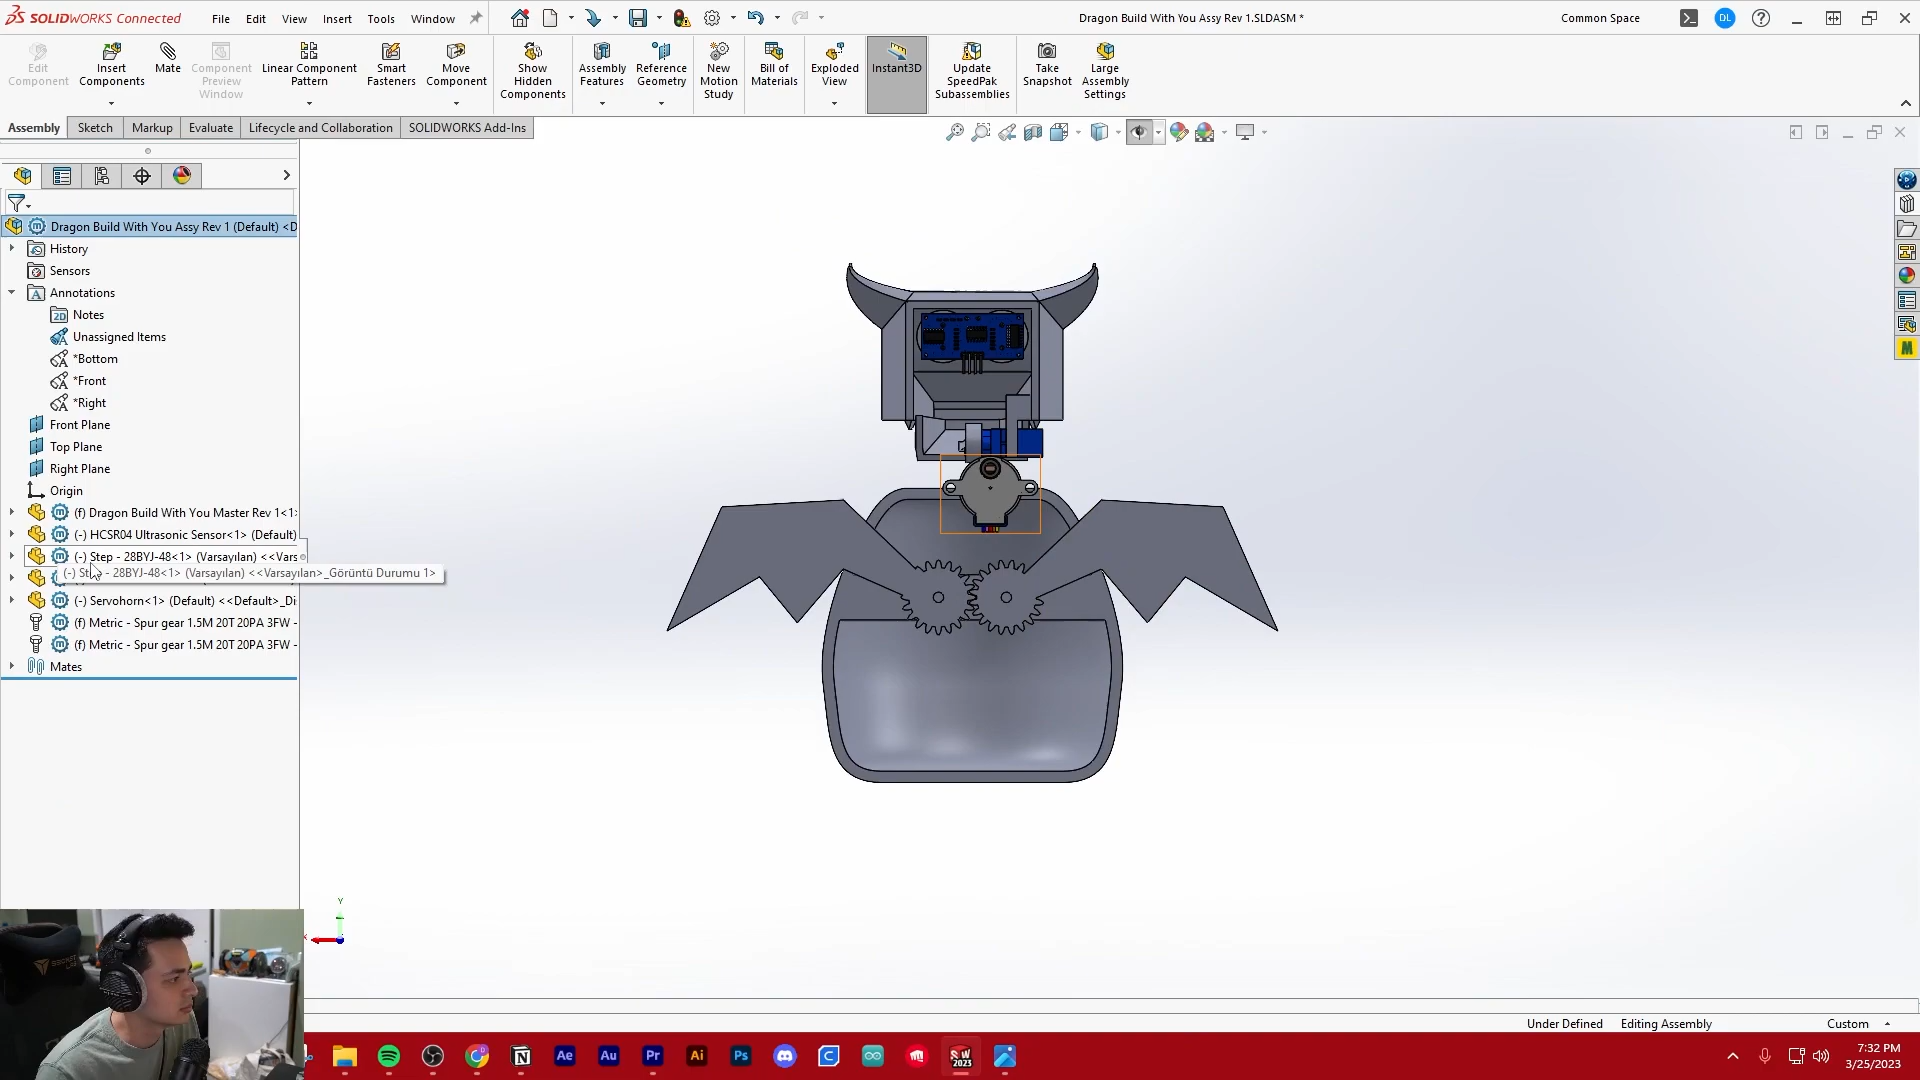 SOLIDWORKS Connected
File
Edit
View
Insert
Tools
Window
Dragon Build With You Assy Rev 1.SLDASM *
Common Space
DL
Edit Component
Insert Components
Mate
Component Preview Window
Linear Component Pattern
Smart Fasteners
Move Component
Show Hidden Components
Assembly Features
Reference Geometry
New Motion Study
Bill of Materials
Exploded View
Instant3D
Update SpeedPak Subassemblies
Take Snapshot
Large Assembly Settings
Assembly
Sketch
Markup
Evaluate
Lifecycle and Collaboration
SOLIDWORKS Add-Ins
Dragon Build With You Assy Rev 1 (Default) <D
History
Sensors
Annotations
Notes
Unassigned Items
*Bottom
*Front
*Right
Front Plane
Top Plane
Right Plane
Origin
(f) Dragon Build With You Master Rev 1<1>
(-) HCSR04 Ultrasonic Sensor<1> (Default)
(-) Step - 28BYJ-48<1> (Varsayılan) <<Vars
(-) Step - 28BYJ-48<1> (Varsayılan) <<Varsayılan>_Görüntü Durumu 1>
(-) Servohorn<1> (Default) <<Default>_Di
(f) Metric - Spur gear 1.5M 20T 20PA 3FW -
(f) Metric - Spur gear 1.5M 20T 20PA 3FW -
Mates
Y
M
Under Defined
Editing Assembly
Custom
Ae
Au
Pr
Ai
Ps
SW
2023
7:32 PM
3/25/2023